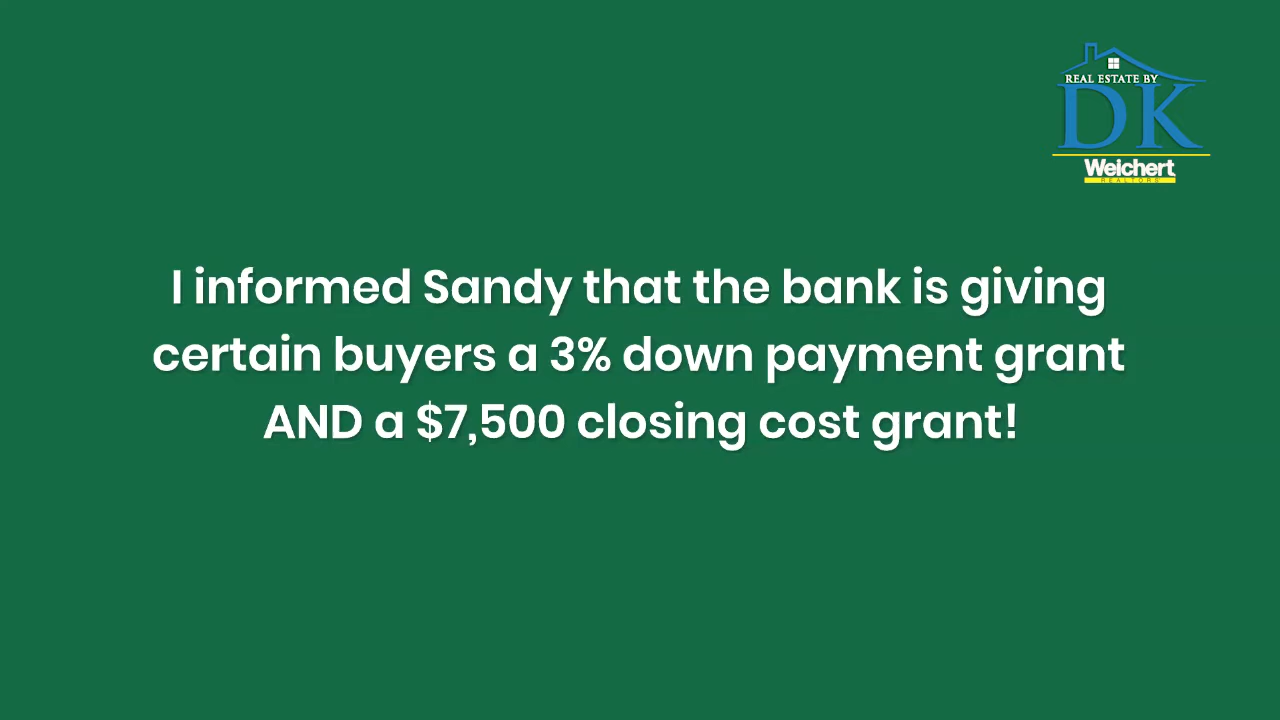 REAL ESTATE BY
DK
Weichert
REALTORS
I informed Sandy that the bank is giving
certain buyers a 3% down payment grant
AND a $7,500 closing cost grant!